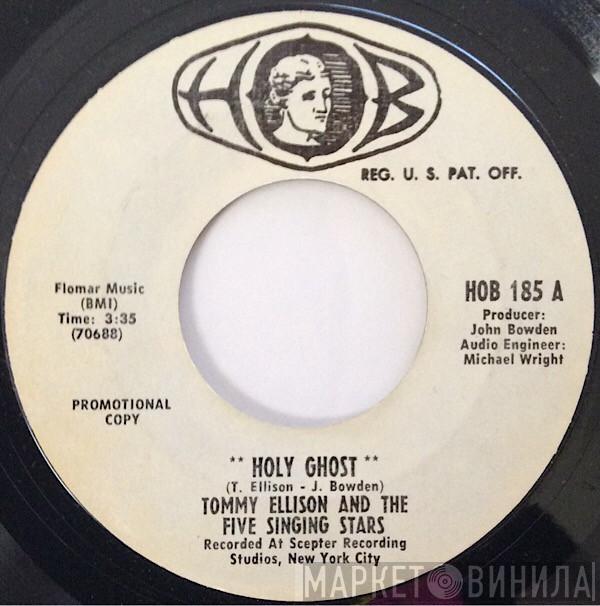 HOB
REG. U. S. PAT. OFF.
Flomar Music
(BMI)
Time: 3:35
(70688)
HOB 185 A
Producer:
John Bowden
Audio Engineer:
Michael Wright
PROMOTIONAL
COPY
** HOLY GHOST **
(T. Ellison - J. Bowden)
TOMMY ELLISON AND THE
FIVE SINGING STARS
Recorded At Scepter Recording
Studios, New York City
МАРКЕТ ВИНИЛА